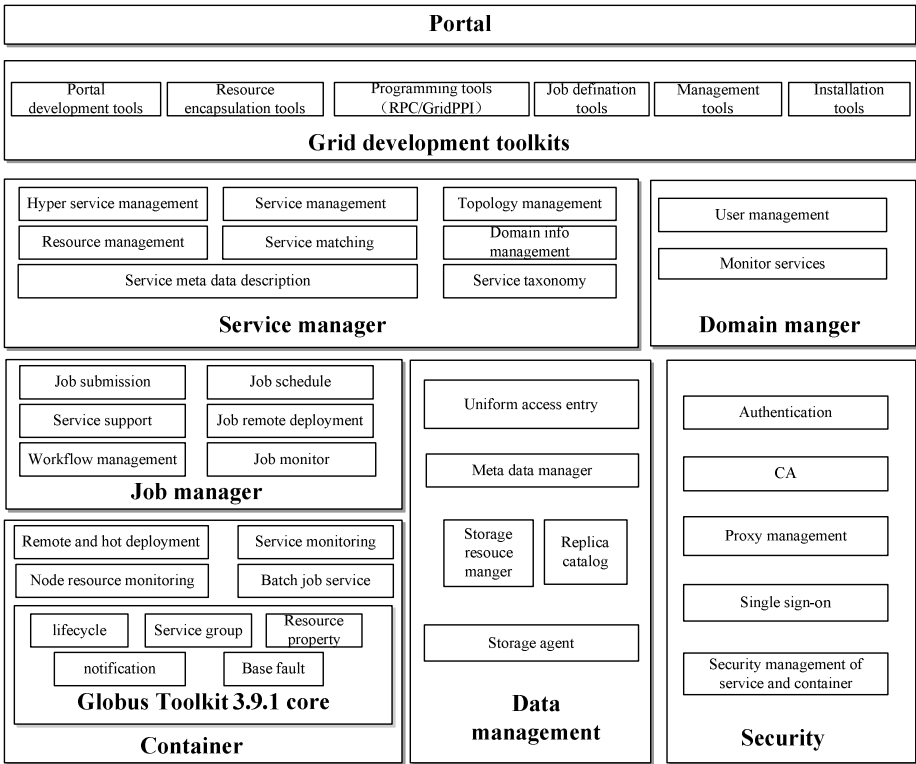 Portal
Portal
development tools
Resource
encapsulation tools
Programming tools
（RPC/GridPPI）
Job defination
tools
Management
tools
Installation
tools
Grid development toolkits
Hyper service management
Service management
Topology management
Resource management
Service matching
Domain info
management
Service meta data description
Service taxonomy
Service manager
User management
Monitor services
Domain manger
Job submission
Job schedule
Service support
Job remote deployment
Workflow management
Job monitor
Job manager
Remote and hot deployment
Service monitoring
Node resource monitoring
Batch job service
lifecycle
Service group
Resource
property
notification
Base fault
Globus Toolkit 3.9.1 core
Container
Uniform access entry
Meta data manager
Storage
resouce
manger
Replica
catalog
Storage agent
Data
management
Authentication
CA
Proxy management
Single sign-on
Security management of
service and container
Security